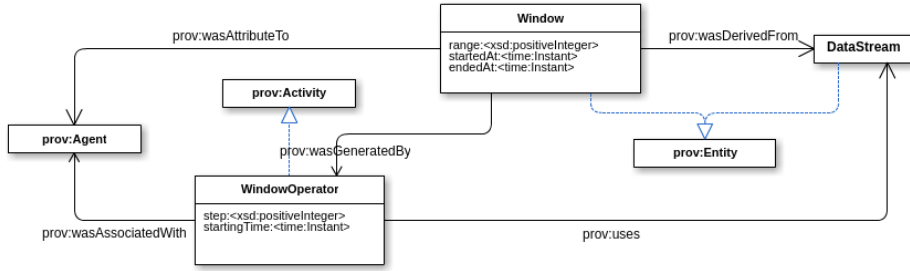 Window
prov:wasAttributeTo
prov:wasDerivedFrom
range:<xsd:positiveInteger>
startedAt:<time:Instant>
endedAt:<time:Instant>
DataStream
prov:Activity
prov:Agent
prov:wasGeneratedBy
prov:Entity
WindowOperator
step:<xsd:positiveInteger>
startingTime:<time:Instant>
prov:wasAssociatedWith
prov:uses